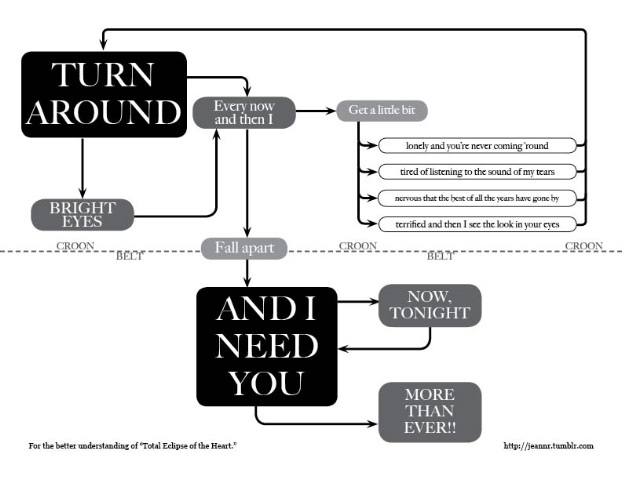 TURN
AROUND
Every now
and then I
Get a little bit
lonely and you're never coming 'round
tired of listening to the sound of my tears
nervous that the best of all the years have gone by
terrified and then I see the look in your eyes
BRIGHT
EYES
Fall apart
CROON
BELT
CROON
BELT
CROON
AND I
NEED
YOU
NOW,
TONIGHT
MORE
THAN
EVER!!
For the better understanding of "Total Eclipse of the Heart."
http://jeannr.tumblr.com